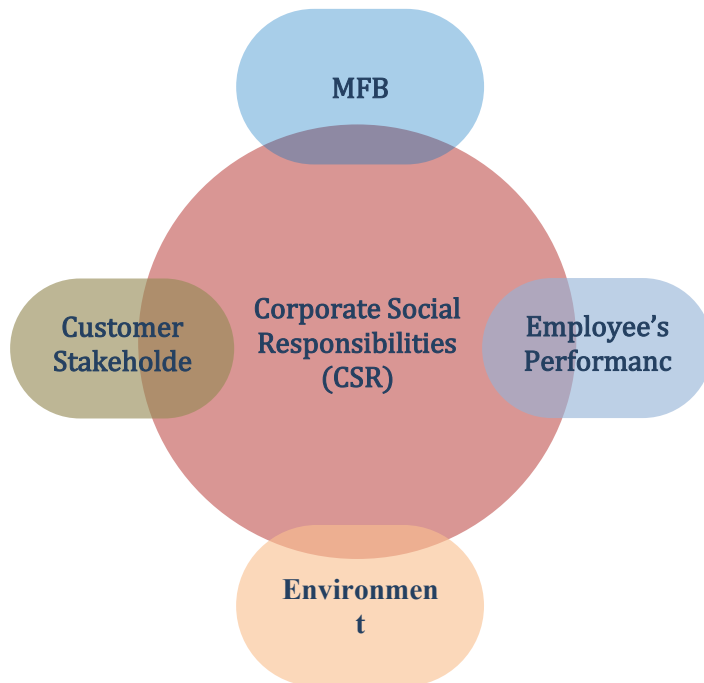 MFB
Customer
Stakeholde
Corporate Social
Responsibilities
(CSR)
Employee’s
Performanc
Environmen
t